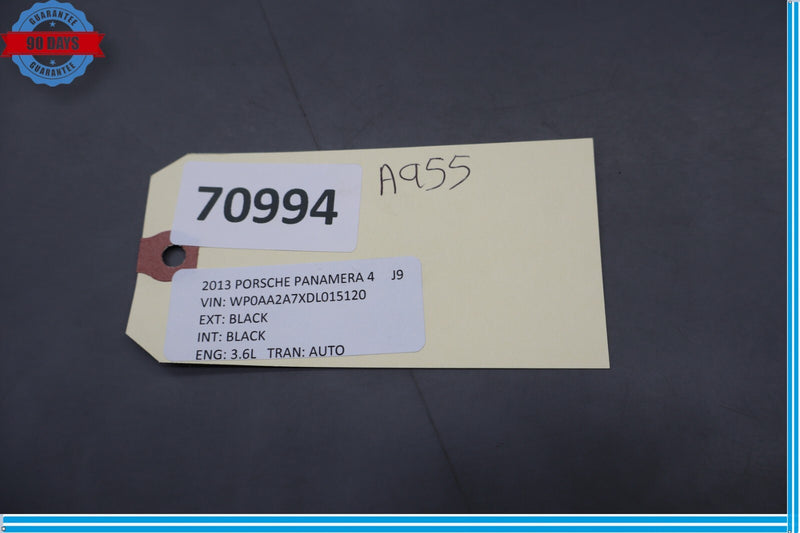 GUARANTEE
90 DAYS
GUARANTEE
A955
70994
2013 PORSCHE PANAMERA 4 J9
VIN: WP0AA2A7XDL015120
EXT: BLACK
INT: BLACK
ENG: 3.6L TRAN: AUTO